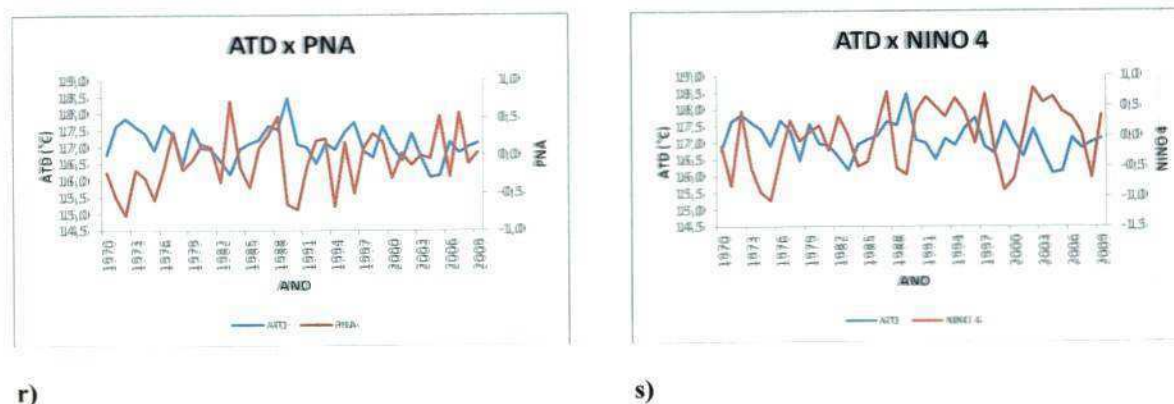 ATD x PNA
ATD (°C)
19,0
18,5
18,0
17,5
17,0
16,5
16,0
15,5
15,0
14,5
1,0
0,5
0,0
-0,5
-1,0
PNA
1970 1973 1976 1979 1982 1985 1988 1991 1994 1997 2000 2003 2006 2009
ANO
ATD PNA
r)
ATD x NINO 4
ATD (°C)
19,0
18,5
18,0
17,5
17,0
16,5
16,0
15,5
15,0
14,5
1,0
0,5
0,0
-0,5
-1,0
-1,5
NINO 4
1970 1973 1976 1979 1982 1985 1988 1991 1994 1997 2000 2003 2006 2009
ANO
ATD NINO 4
s)